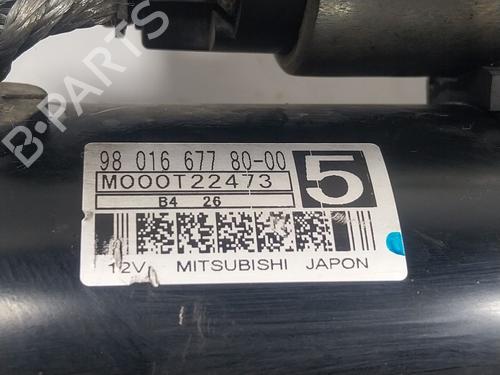 B-PARTS
98 016 677 80-00
M000T22473
5
B4 26
12V MITSUBISHI JAPON